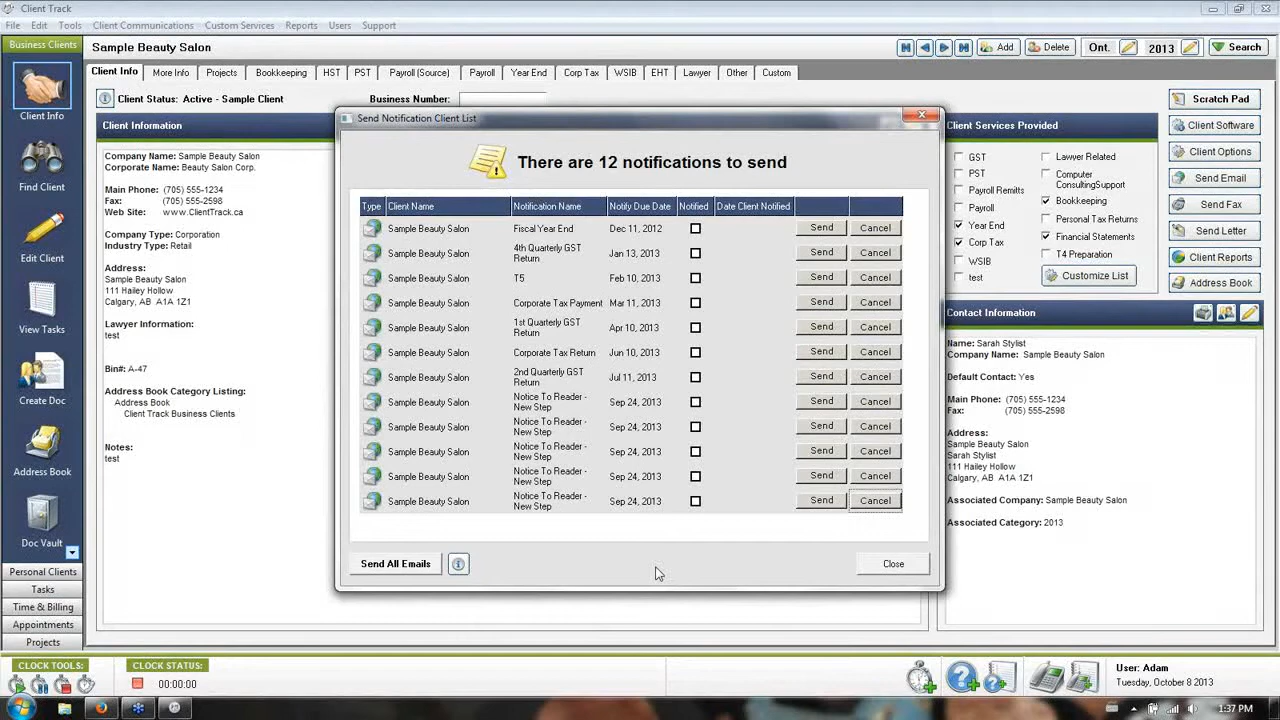 Client Track
File Edit Tools Client Communications Custom Services Reports Users Support
Business Clients
Sample Beauty Salon
Add Delete Ont. 2013 Search
Client Info More Info Projects Bookkeeping HST PST Payroll (Source) Payroll Year End Corp Tax WSIB EHT Lawyer Other Custom
Client Info
Find Client
Edit Client
View Tasks
Create Doc
Address Book
Doc Vault
Personal Clients
Tasks
Time & Billing
Appointments
Projects
Client Status: Active - Sample Client Business Number:
Client Information
Company Name: Sample Beauty Salon
Corporate Name: Beauty Salon Corp.
Main Phone: (705) 555-1234
Fax: (705) 555-2598
Web Site: www.ClientTrack.ca
Company Type: Corporation
Industry Type: Retail
Address:
Sample Beauty Salon
111 Hailey Hollow
Calgary, AB A1A 1Z1
Lawyer Information:
test
Bin#: A-47
Address Book Category Listing:
Address Book
Client Track Business Clients
Notes:
test
Send Notification Client List
There are 12 notifications to send
Type Client Name Notification Name Notify Due Date Notified Date Client Notified
Sample Beauty Salon Fiscal Year End Dec 11, 2012 Send Cancel
Sample Beauty Salon 4th Quarterly GST Return Jan 13, 2013 Send Cancel
Sample Beauty Salon T5 Feb 10, 2013 Send Cancel
Sample Beauty Salon Corporate Tax Payment Mar 11, 2013 Send Cancel
Sample Beauty Salon 1st Quarterly GST Return Apr 10, 2013 Send Cancel
Sample Beauty Salon Corporate Tax Return Jun 10, 2013 Send Cancel
Sample Beauty Salon 2nd Quarterly GST Return Jul 11, 2013 Send Cancel
Sample Beauty Salon Notice To Reader - New Step Sep 24, 2013 Send Cancel
Sample Beauty Salon Notice To Reader - New Step Sep 24, 2013 Send Cancel
Sample Beauty Salon Notice To Reader - New Step Sep 24, 2013 Send Cancel
Sample Beauty Salon Notice To Reader - New Step Sep 24, 2013 Send Cancel
Sample Beauty Salon Notice To Reader - New Step Sep 24, 2013 Send Cancel
Send All Emails Close
Client Services Provided
GST
PST
Payroll Remitts
Payroll
Year End
Corp Tax
WSIB
test
Lawyer Related
Computer ConsultingSupport
Bookkeeping
Personal Tax Returns
Financial Statements
T4 Preparation
Customize List
Scratch Pad
Client Software
Client Options
Send Email
Send Fax
Send Letter
Client Reports
Address Book
Contact Information
Name: Sarah Stylist
Company Name: Sample Beauty Salon
Default Contact: Yes
Main Phone: (705) 555-1234
Fax: (705) 555-2598
Address:
Sample Beauty Salon
Sarah Stylist
111 Hailey Hollow
Calgary, AB A1A 1Z1
Associated Company: Sample Beauty Salon
Associated Category: 2013
CLOCK TOOLS: CLOCK STATUS:
00:00:00
User: Adam
Tuesday, October 8 2013
1:37 PM